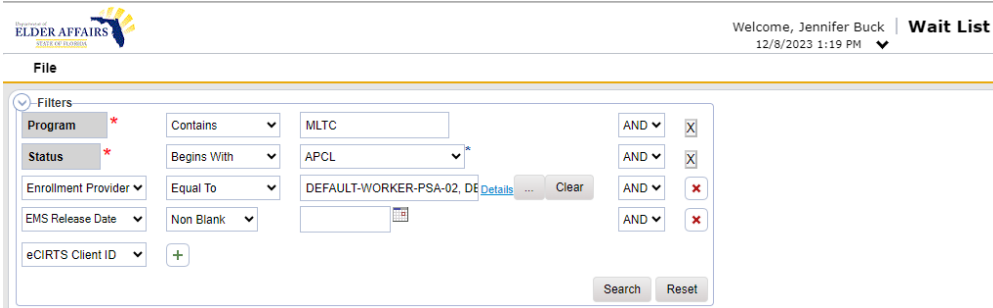 Department of
ELDER AFFAIRS
STATE OF FLORIDA
Welcome, Jennifer Buck | Wait List
12/8/2023 1:19 PM
File
Filters
Program * Contains MLTC AND X
Status * Begins With APCL * AND X
Enrollment Provider Equal To DEFAULT-WORKER-PSA-02, DE Details ... Clear AND
EMS Release Date Non Blank AND
eCIRTS Client ID +
Search Reset